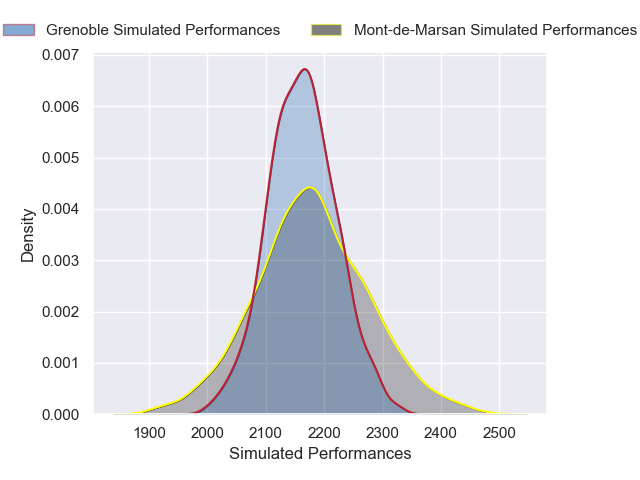 Grenoble Simulated Performances Mont-de-Marsan Simulated Performances
0.007
0.006
0.005
0.004
0.003
0.002
0.001
0.000
Density
1900 2000 2100 2200 2300 2400 2500
Simulated Performances